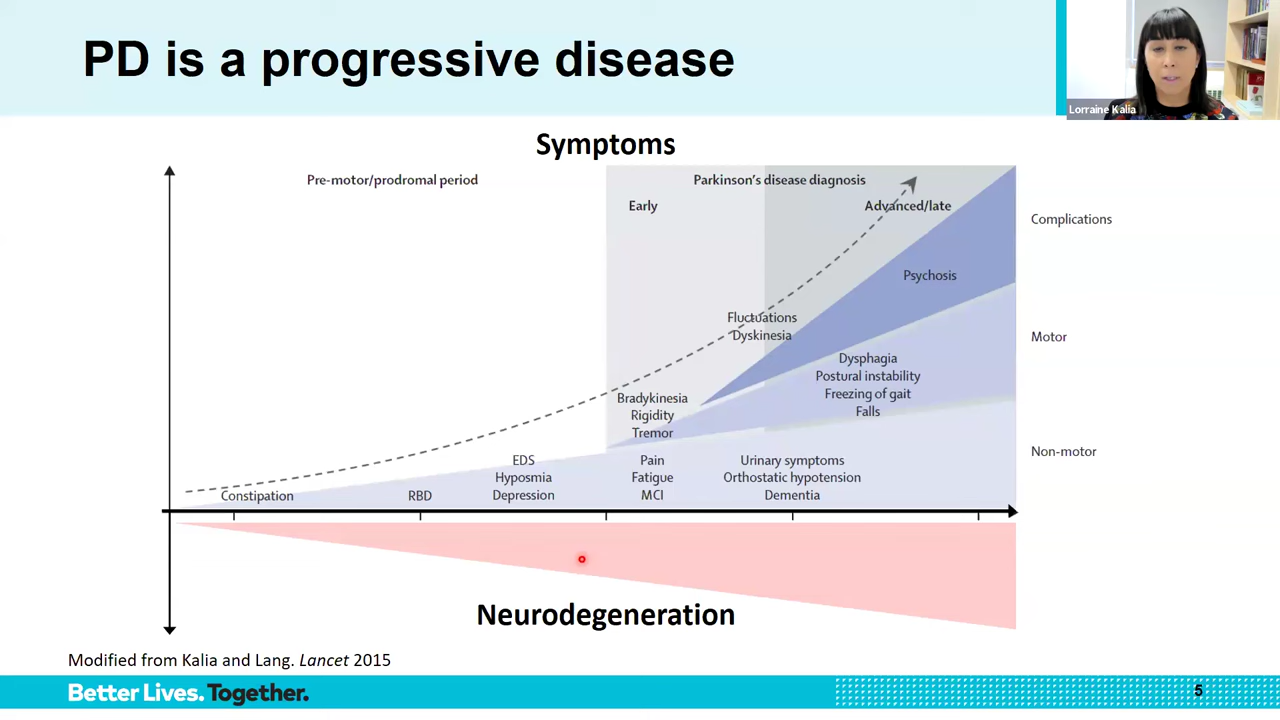 PD is a progressive disease
Lorraine Kalia
Symptoms
Pre-motor/prodromal period
Parkinson's disease diagnosis
Early
Advanced/late
Complications
Psychosis
Fluctuations
Dyskinesia
Motor
Dysphagia
Postural instability
Freezing of gait
Falls
Bradykinesia
Rigidity
Tremor
Non-motor
Constipation
RBD
EDS
Hyposmia
Depression
Pain
Fatigue
MCI
Urinary symptoms
Orthostatic hypotension
Dementia
Neurodegeneration
Modified from Kalia and Lang. Lancet 2015
Better Lives. Together.
5